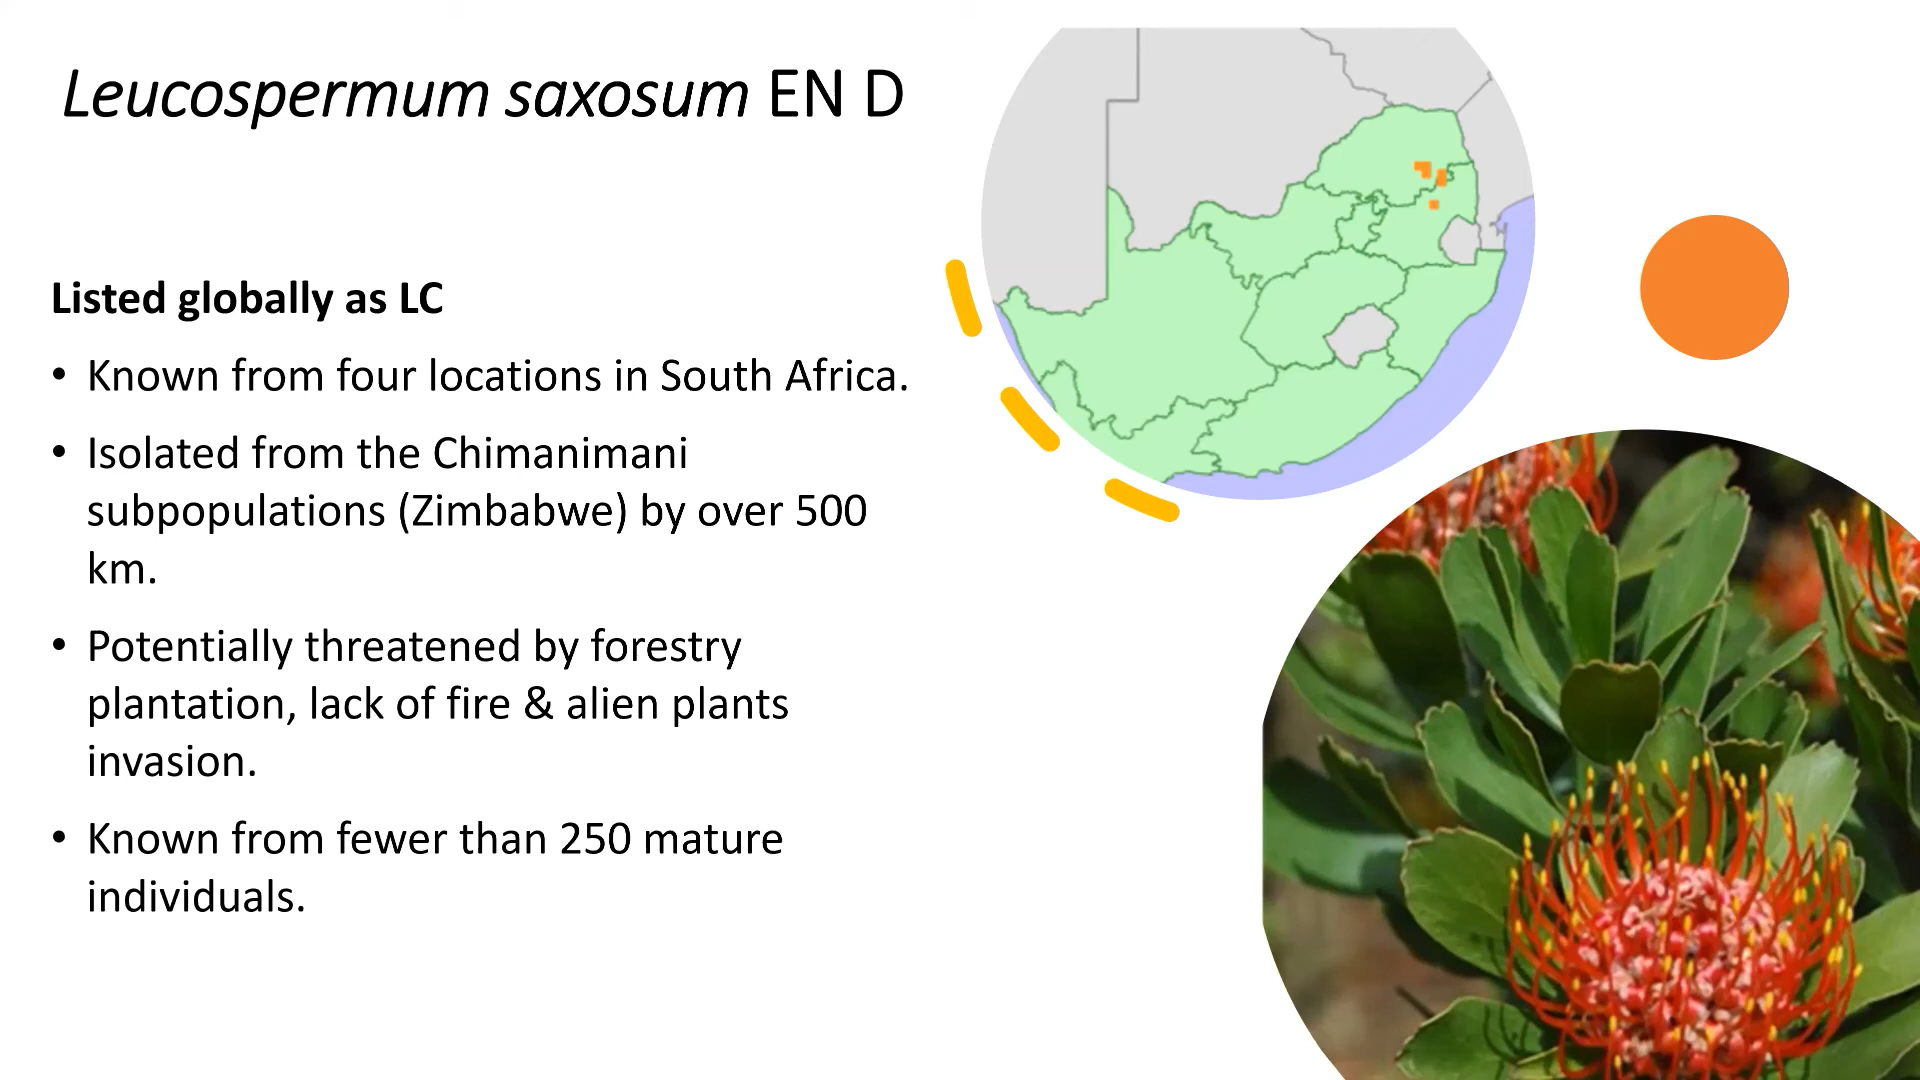 Leucospermum saxosum EN D
Listed globally as LC
• Known from four locations in South Africa.
• Isolated from the Chimanimani
subpopulations (Zimbabwe) by over 500
km.
• Potentially threatened by forestry
plantation, lack of fire & alien plants
invasion.
• Known from fewer than 250 mature
individuals.